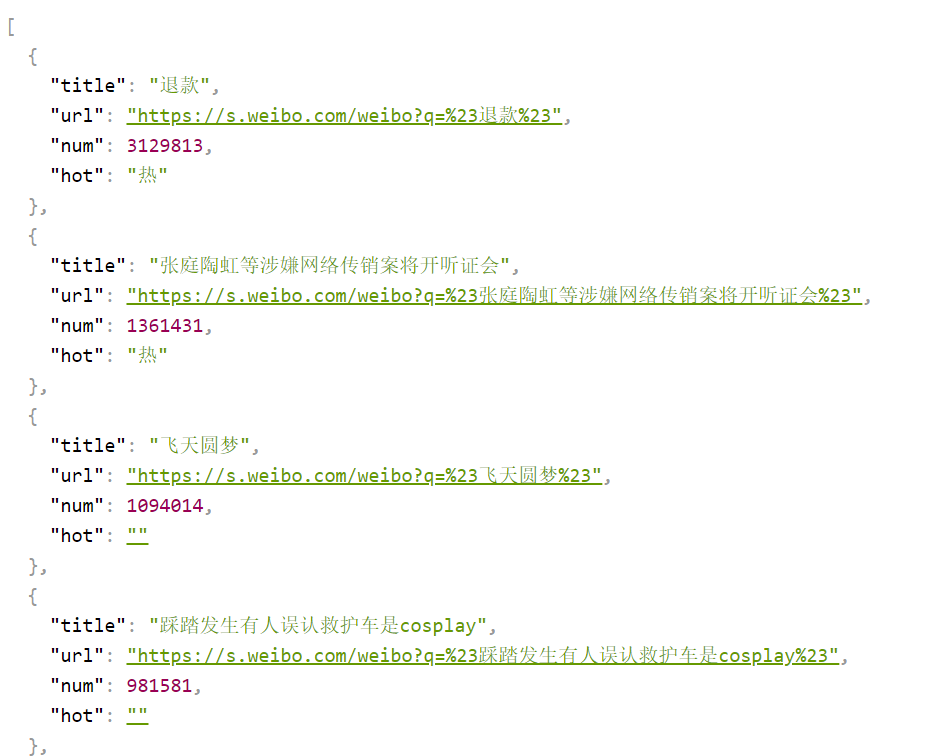 [
{
"title": "退款",
"url": "https://s.weibo.com/weibo?q=%23退款%23",
"num": 3129813,
"hot": "热"
},
{
"title": "张庭陶虹等涉嫌网络传销案将开听证会",
"url": "https://s.weibo.com/weibo?q=%23张庭陶虹等涉嫌网络传销案将开听证会%23",
"num": 1361431,
"hot": "热"
},
{
"title": "飞天圆梦",
"url": "https://s.weibo.com/weibo?q=%23飞天圆梦%23",
"num": 1094014,
"hot": ""
},
{
"title": "踩踏发生有人误认救护车是cosplay",
"url": "https://s.weibo.com/weibo?q=%23踩踏发生有人误认救护车是cosplay%23",
"num": 981581,
"hot": ""
},